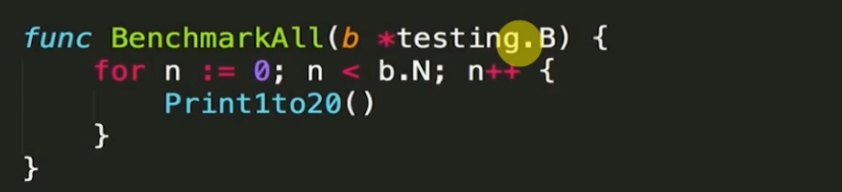 func BenchmarkAll(b *testing.B) {
    for n := 0; n < b.N; n++ {
        Print1to20()
    }
}